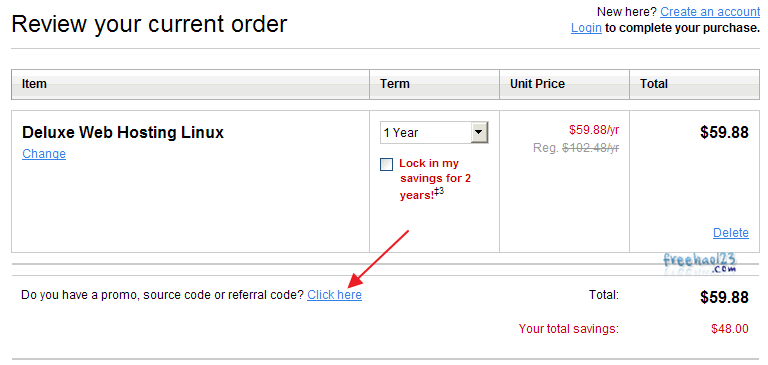 Review your current order
New here? Create an account
Login to complete your purchase.
Item Term Unit Price Total
Deluxe Web Hosting Linux 1 Year $59.88/yr $59.88
Change Reg. $102.48/yr
Lock in my
savings for 2
years!‡3
Delete
freehao123
.com
Do you have a promo, source code or referral code? Click here Total: $59.88
Your total savings: $48.00